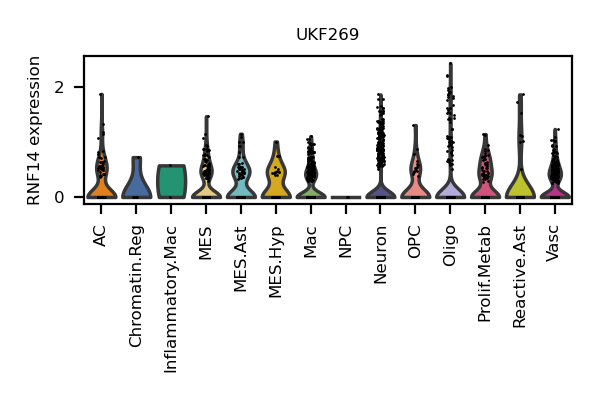 UKF269
RNF14 expression
2
0
AC
Chromatin.Reg
Inflammatory.Mac
MES
MES.Ast
MES.Hyp
Mac
NPC
Neuron
OPC
Oligo
Prolif.Metab
Reactive.Ast
Vasc